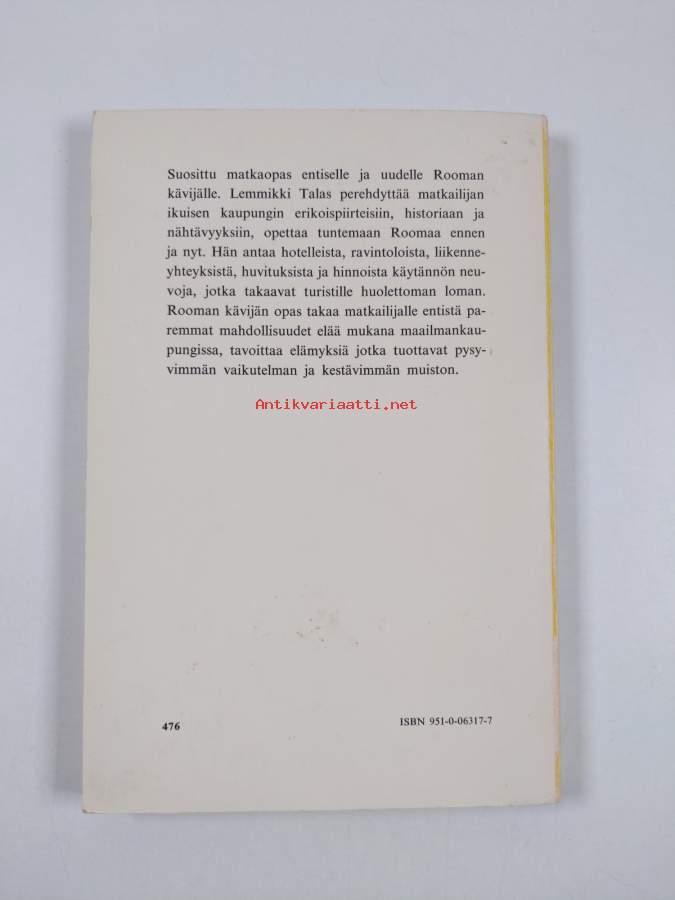 Suosittu matkaopas entiselle ja uudelle Rooman
kävijälle. Lemmikki Talas perehdyttää matkailijan
ikuisen kaupungin erikoispiirteisiin, historiaan ja
nähtävyyksiin, opettaa tuntemaan Roomaa ennen
ja nyt. Hän antaa hotelleista, ravintoloista, liikenne-
yhteyksistä, huvituksista ja hinnoista käytännön neu-
voja, jotka takaavat turistille huolettoman loman.
Rooman kävijän opas takaa matkailijalle entistä pa-
remmat mahdollisuudet elää mukana maailmankau-
pungissa, tavoittaa elämyksiä jotka tuottavat pysy-
vimmän vaikutelman ja kestävimmän muiston.
Antikvariaatti.net
476
ISBN 951-0-06317-7